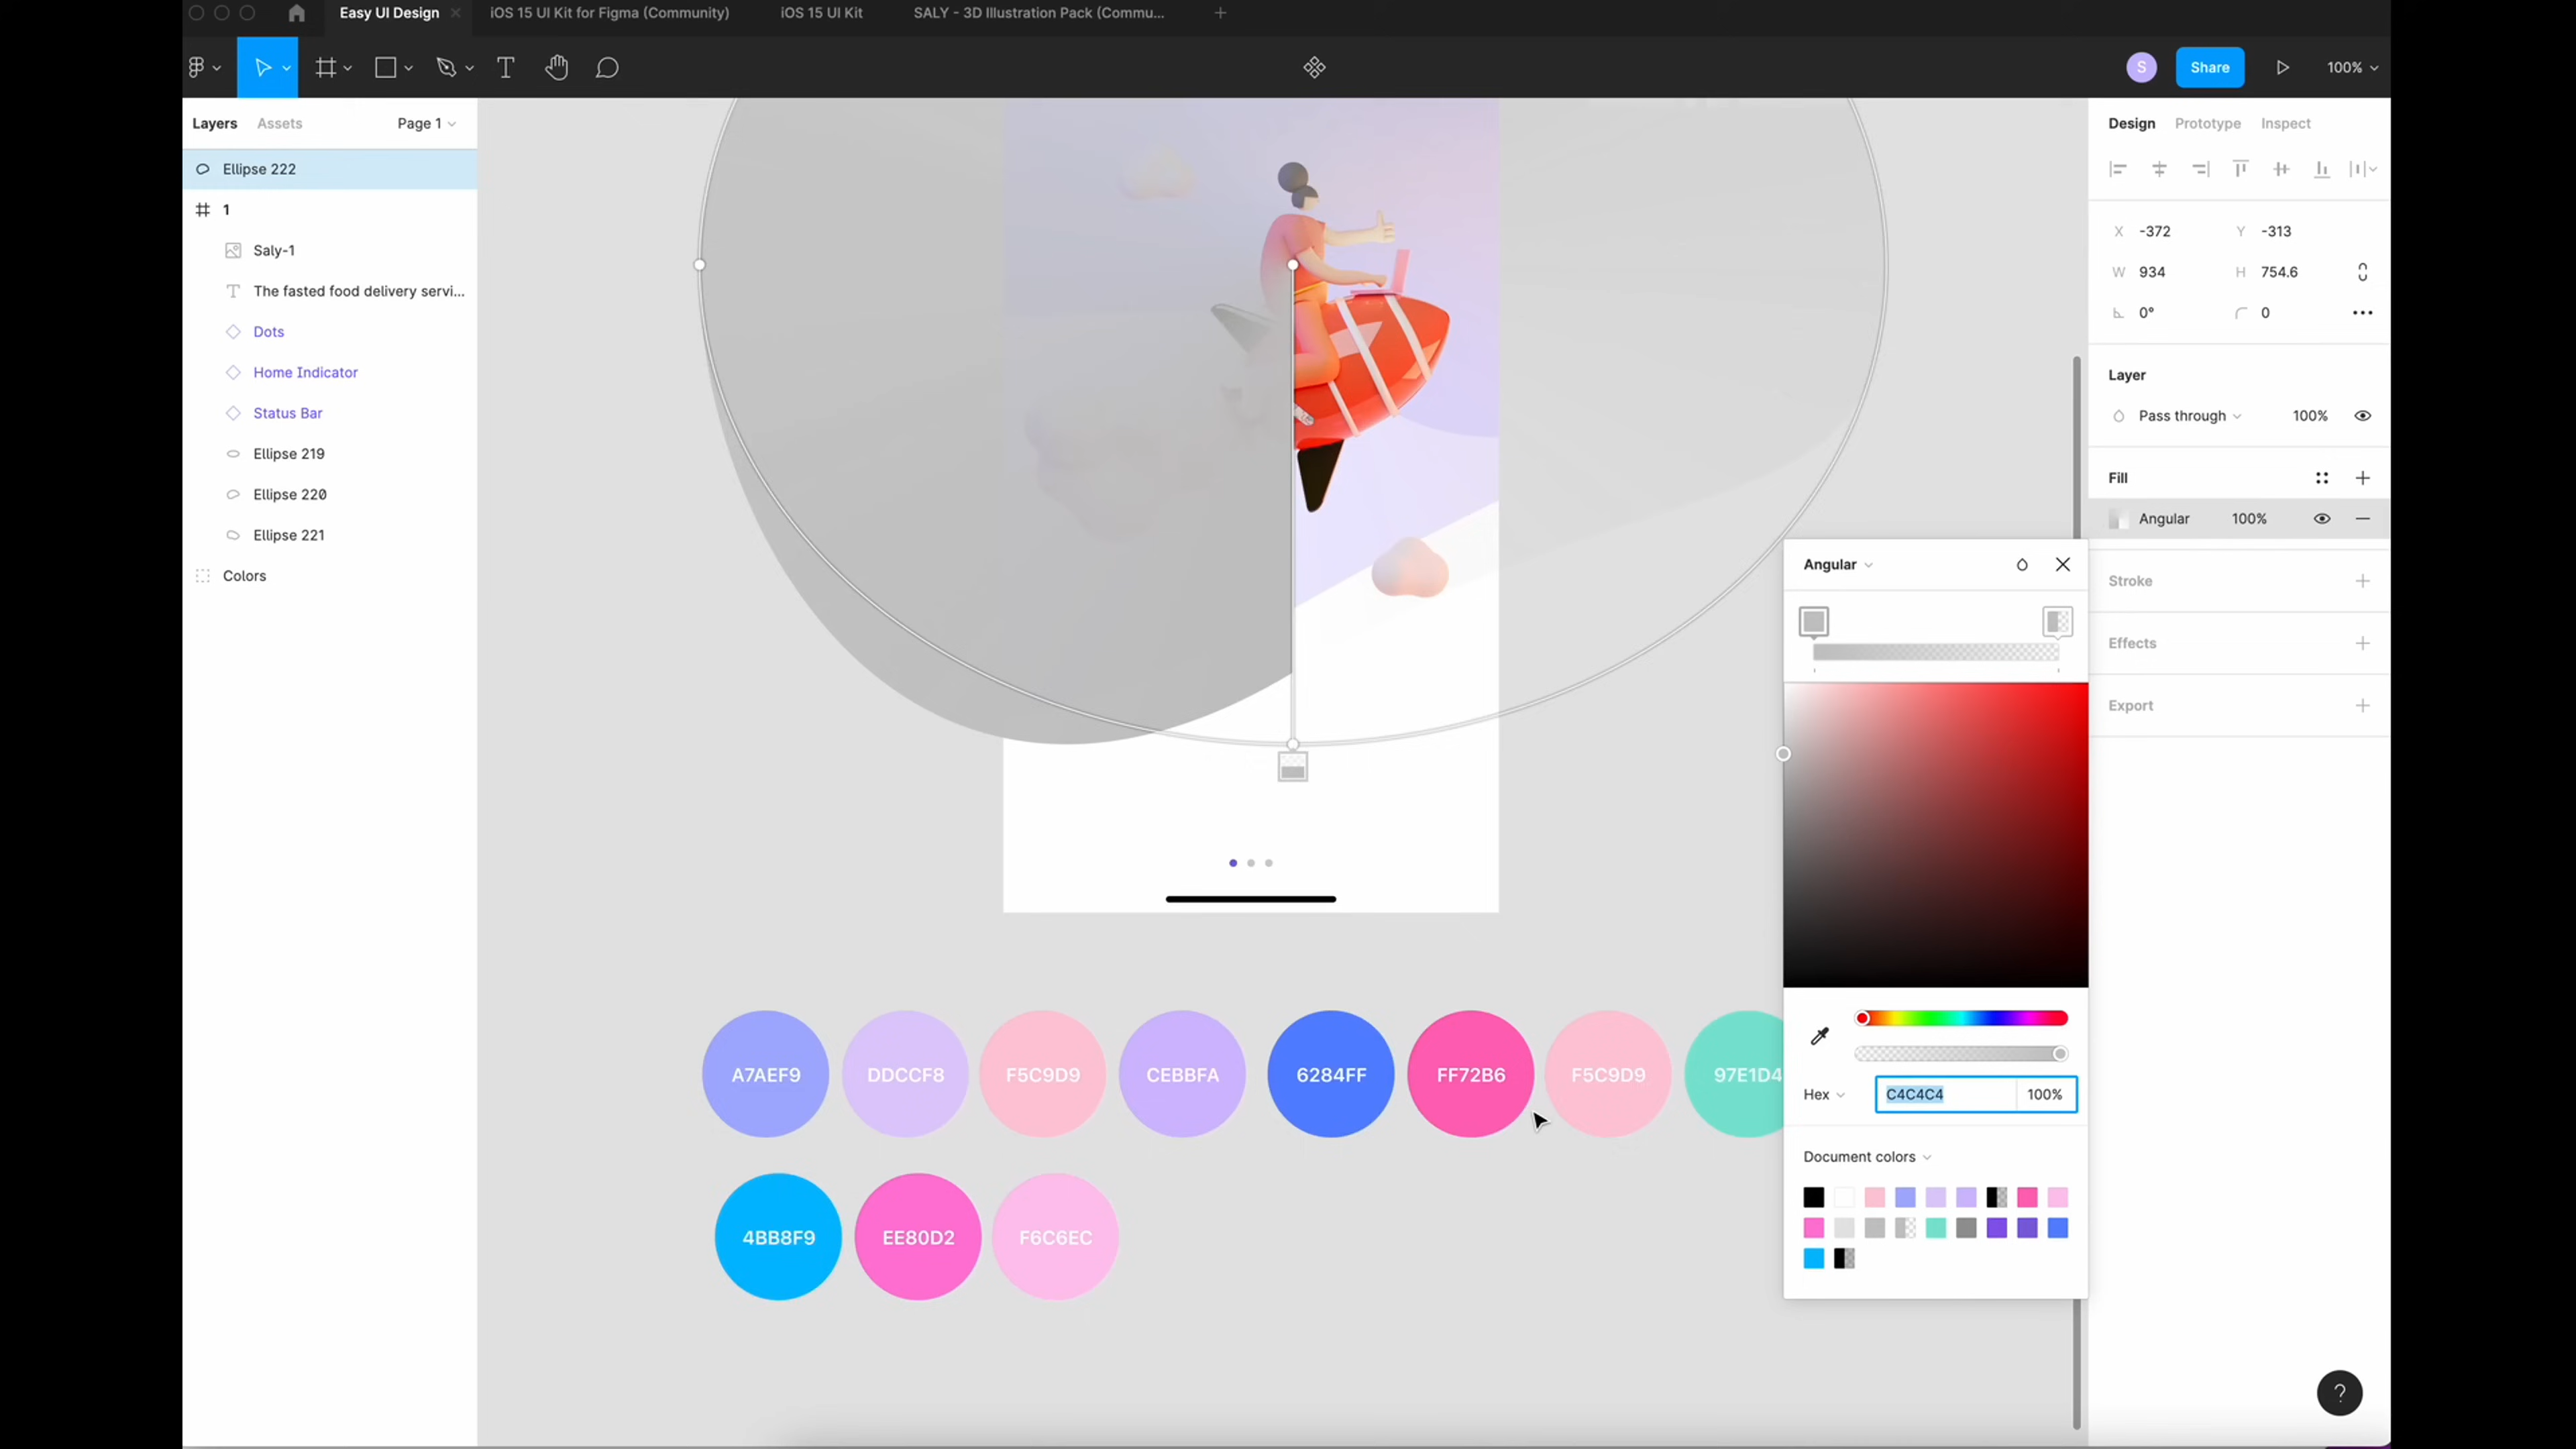 Easy UI Design
iOS 15 UI Kit for Figma (Community)
iOS 15 UI Kit
SALY - 3D Illustration Pack (Commu...
S
Share
100%
Layers
Assets
Page 1
Ellipse 222
1
Saly-1
The fasted food delivery servi...
Dots
Home Indicator
Status Bar
Ellipse 219
Ellipse 220
Ellipse 221
Colors
A7AEF9
DDCCF8
F5C9D9
CEBBFA
6284FF
FF72B6
F5C9D9
97E1D4
4BB8F9
EE80D2
F6C6EC
Design
Prototype
Inspect
X -372
Y -313
W 934
H 754.6
0°
0
Layer
Pass through
100%
Fill
Angular
100%
Stroke
Effects
Export
Angular
Hex
C4C4C4
100%
Document colors
?